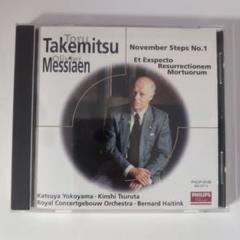 Toru
Takemitsu
Olivier
Messiaen
November Steps No.1
Et Exspecto
Resurrectionem
Mortuorum
PHILIPS
Katsuya Yokoyama · Kinshi Tsuruta
Royal Concertgebouw Orchestra · Bernard Haitink